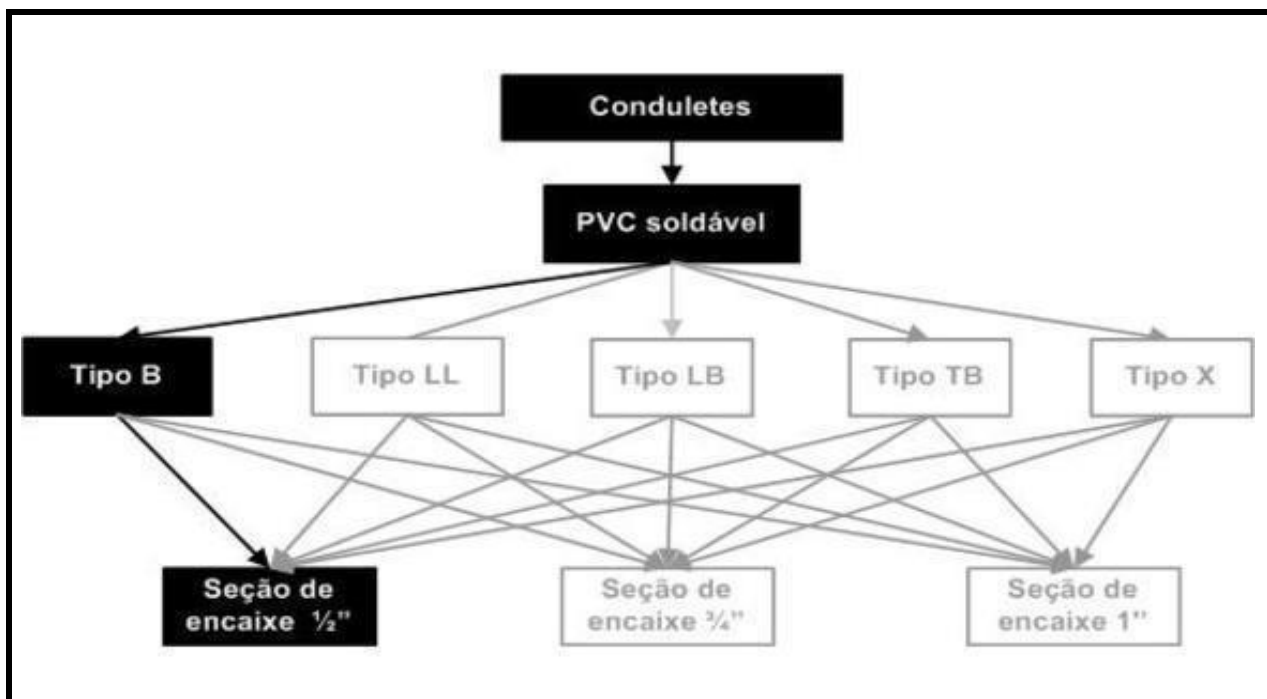 Conduletes
PVC soldável
Tipo B
Tipo LL
Tipo LB
Tipo TB
Tipo X
Seção de
encaixe ½”
Seção de
encaixe ¾”
Seção de
encaixe 1”